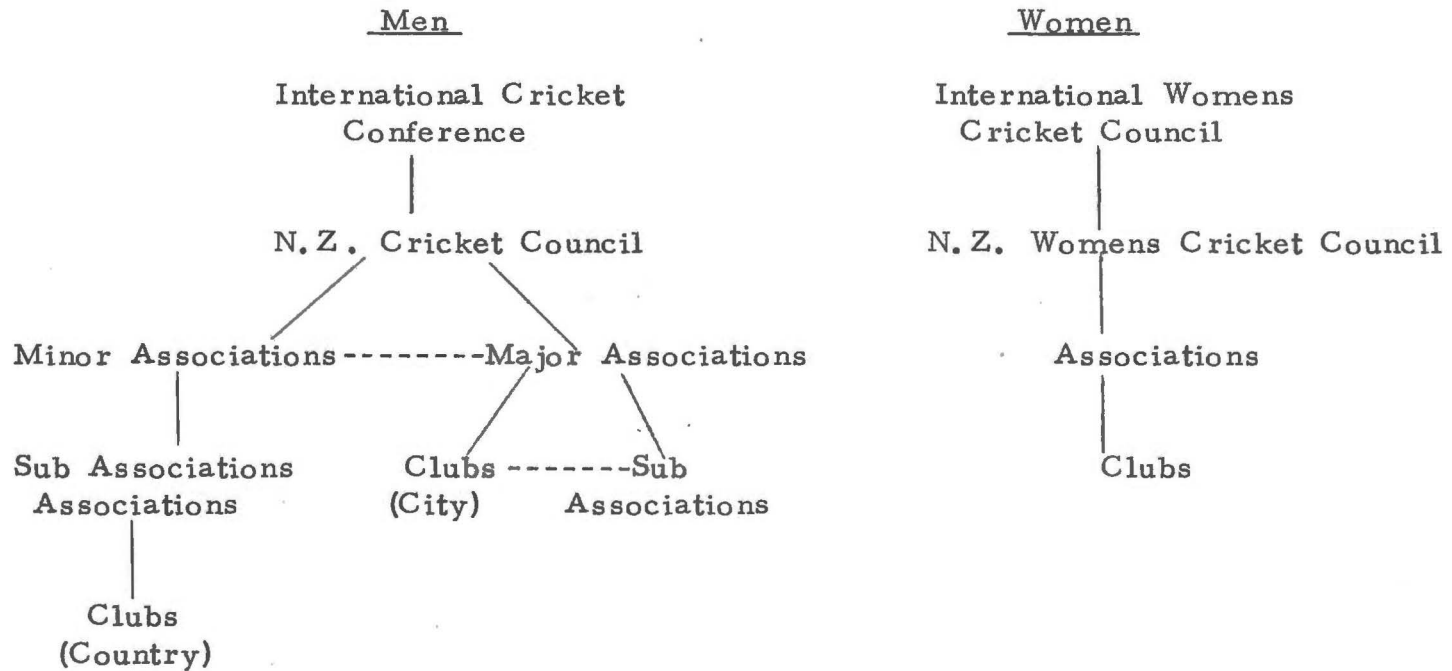 Men
International Cricket
Conference
N.Z. Cricket Council
Minor Associations-------Major Associations
Sub Associations
Associations
Clubs-------Sub
(City) Associations
Clubs
(Country)
Women
International Womens
Cricket Council
N.Z. Womens Cricket Council
Associations
Clubs